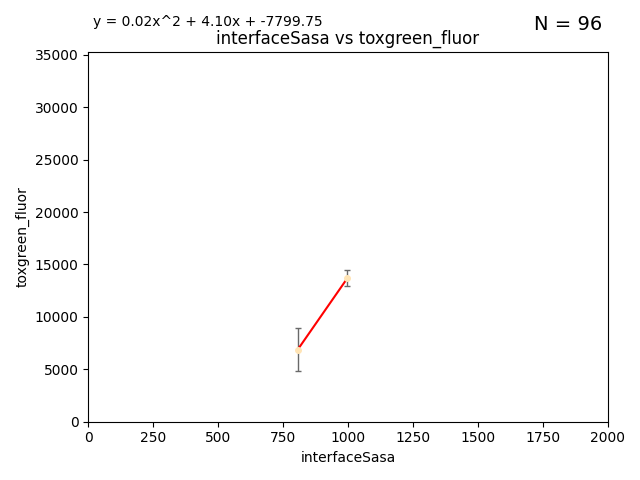 y = 0.02x^2 + 4.10x + -7799.75
N = 96
interfaceSasa vs toxgreen_fluor
35000
30000
25000
20000
15000
10000
5000
0
toxgreen_fluor
0 250 500 750 1000 1250 1500 1750 2000
interfaceSasa